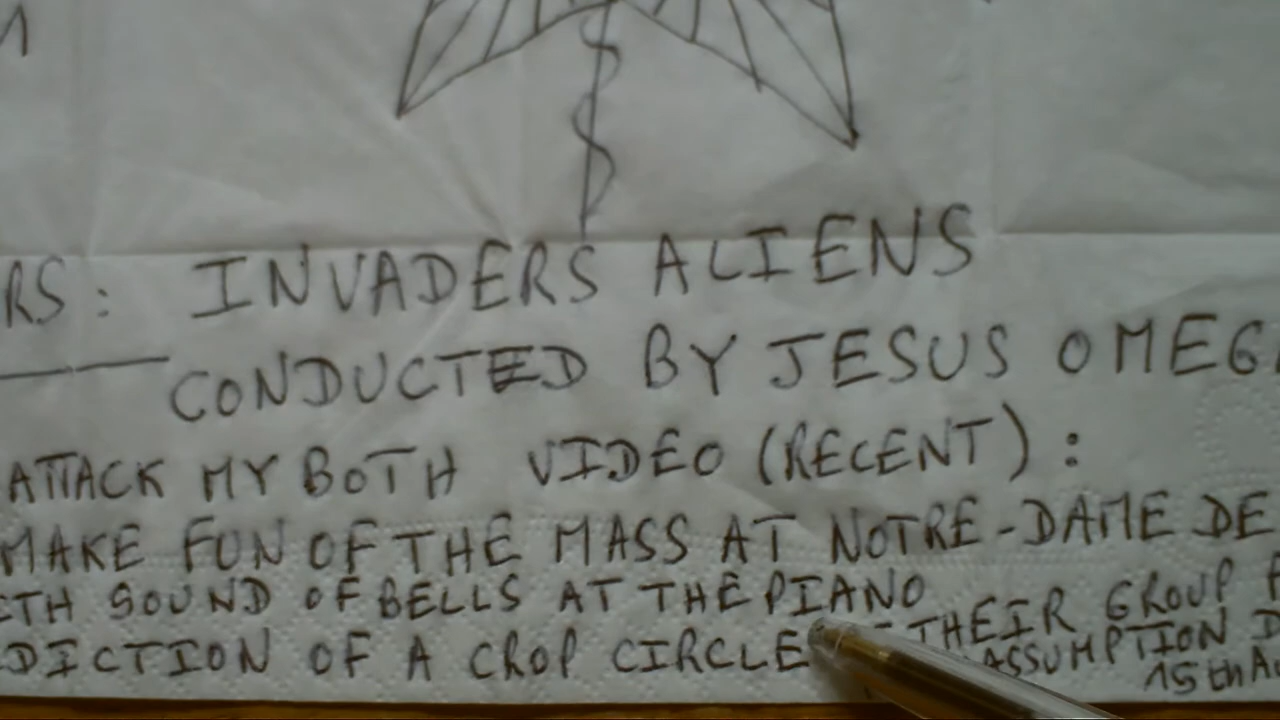 RS: INVADERS ALIENS
CONDUCTED BY JESUS OMEG
ATTACK MY BOTH VIDEO (RECENT):
MAKE FUN OF THE MASS AT NOTRE-DAME DE
ETH SOUND OF BELLS AT THE PIANO
DICTION OF A CROP CIRCLE THEIR GROUP
ASSUMPTION D
15th A